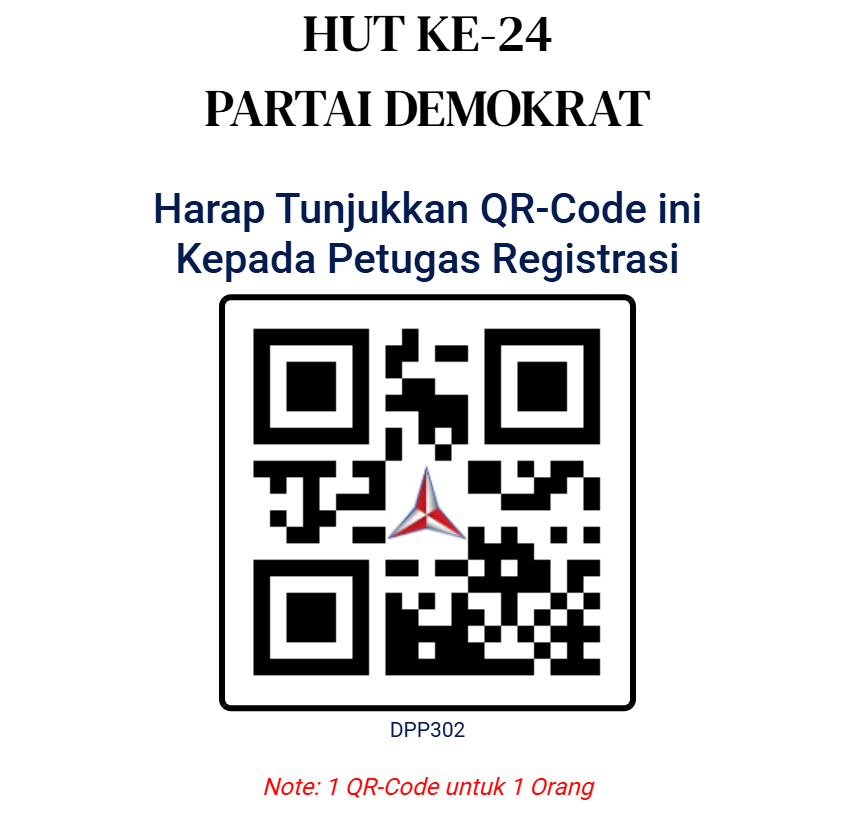 HUT KE-24
PARTAI DEMOKRAT
Harap Tunjukkan QR-Code ini
Kepada Petugas Registrasi
DPP302
Note: 1 QR-Code untuk 1 Orang